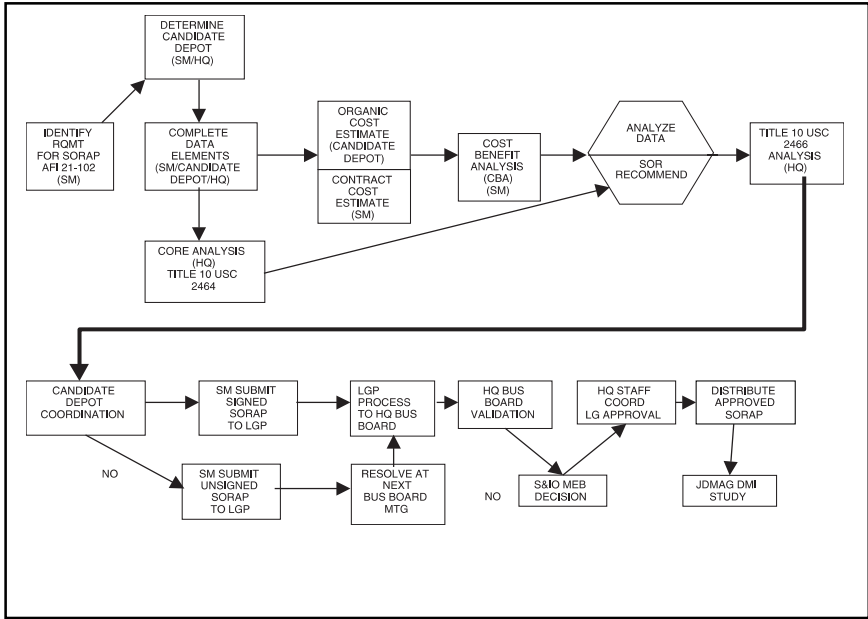 DETERMINE
CANDIDATE
DEPOT
(SM/HQ)
IDENTIFY
RQMT
FOR SORAP
AFI 21-102
(SM)
COMPLETE
DATA
ELEMENTS
(SM/CANDIDATE
DEPOT/HQ)
ORGANIC
COST
ESTIMATE
(CANDIDATE
DEPOT)
CONTRACT
COST
ESTIMATE
(SM)
COST
BENEFIT
ANALYSIS
(CBA)
(SM)
ANALYZE
DATA
SOR
RECOMMEND
TITLE 10 USC
2466
ANALYSIS
(HQ)
CORE ANALYSIS
(HQ)
TITLE 10 USC
2464
CANDIDATE
DEPOT
COORDINATION
SM SUBMIT
SIGNED
SORAP
TO LGP
LGP
PROCESS
TO HQ BUS
BOARD
HQ BUS
BOARD
VALIDATION
HQ STAFF
COORD
LG APPROVAL
DISTRIBUTE
APPROVED
SORAP
NO
SM SUBMIT
UNSIGNED
SORAP
TO LGP
RESOLVE AT
NEXT
BUS BOARD
MTG
NO
S&IO MEB
DECISION
JDMAG DMI
STUDY